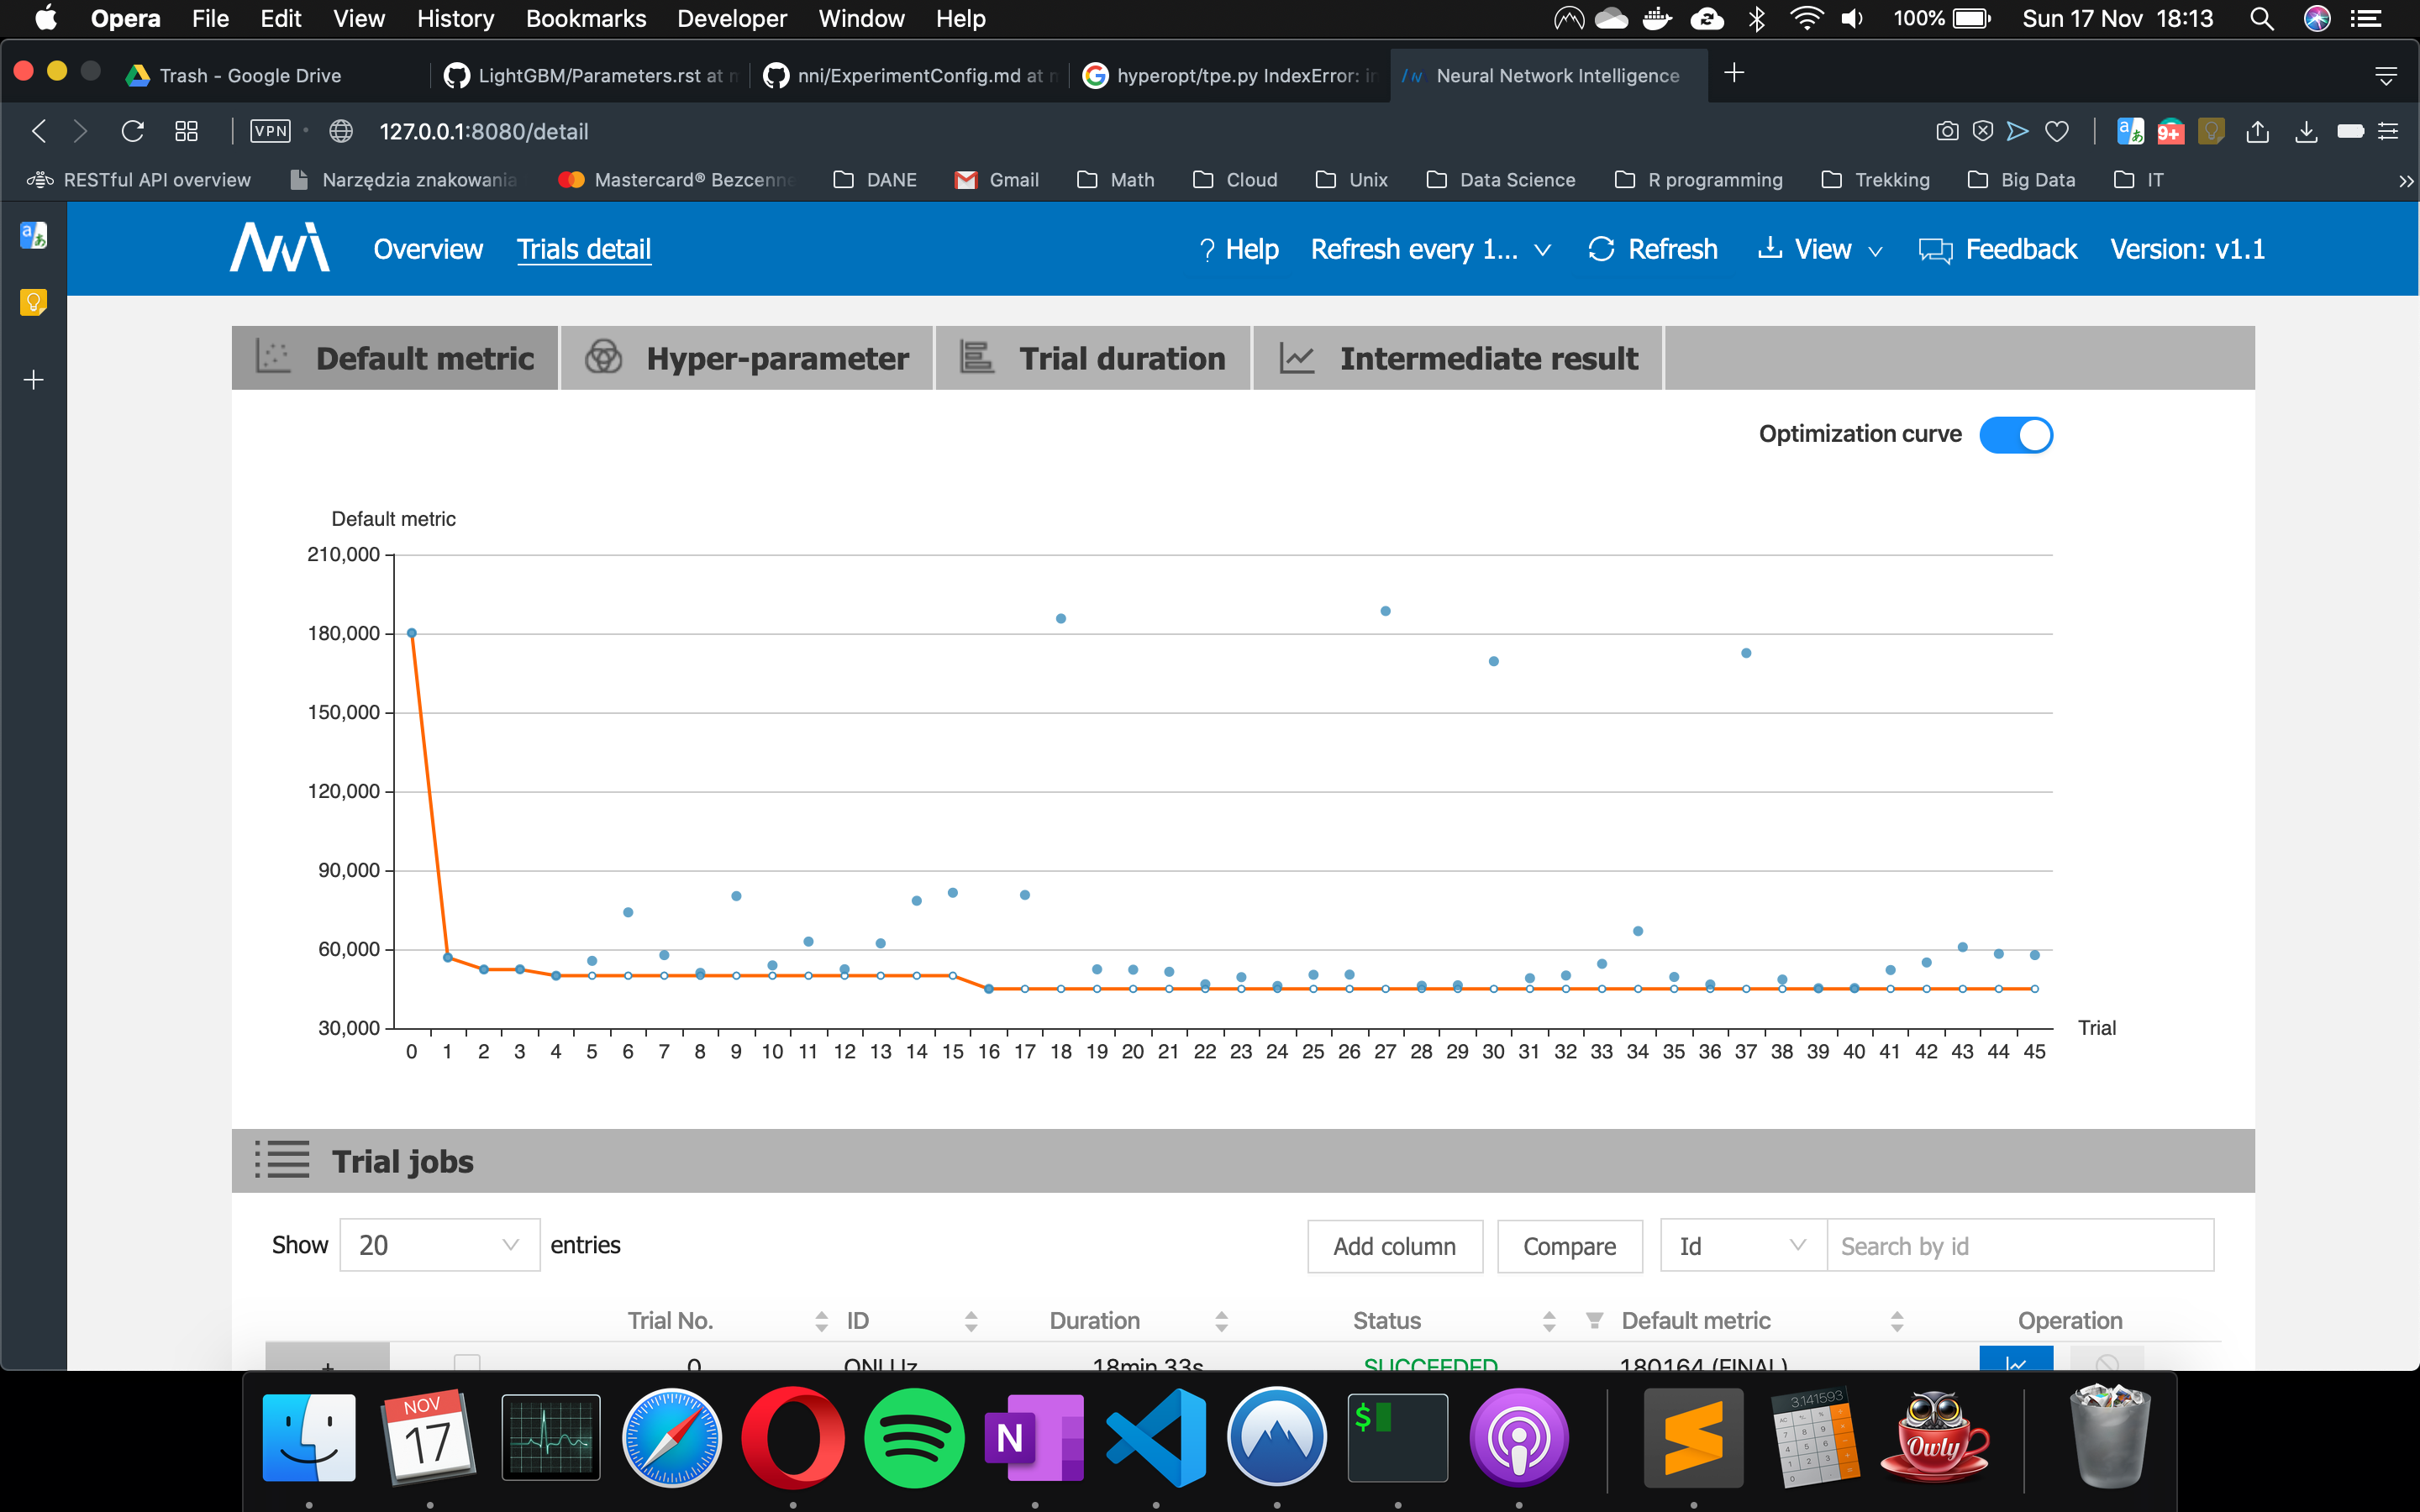 Opera File Edit View History Bookmarks Developer Window Help 100% Sun 17 Nov 18:13
Trash - Google Drive LightGBM/Parameters.rst at nni/ExperimentConfig.md at hyperopt/tpe.py IndexError: Neural Network Intelligence
VPN 127.0.0.1:8080/detail 9+
RESTful API overview Narzędzia znakowania Mastercard® Bezcenne DANE Gmail Math Cloud Unix Data Science R programming Trekking Big Data IT
Overview Trials detail ? Help Refresh every 1... Refresh View Feedback Version: v1.1
Default metric Hyper-parameter Trial duration Intermediate result
Optimization curve
Default metric
210,000
180,000
150,000
120,000
90,000
60,000
30,000
0 1 2 3 4 5 6 7 8 9 10 11 12 13 14 15 16 17 18 19 20 21 22 23 24 25 26 27 28 29 30 31 32 33 34 35 36 37 38 39 40 41 42 43 44 45
Trial
Trial jobs
Show 20 entries Add column Compare Id Search by id
Trial No. ID Duration Status Default metric Operation
0 18min 33s SUCCEEDED 180164 (FINAL)
NOV
17
N
$
3.141593
Owly